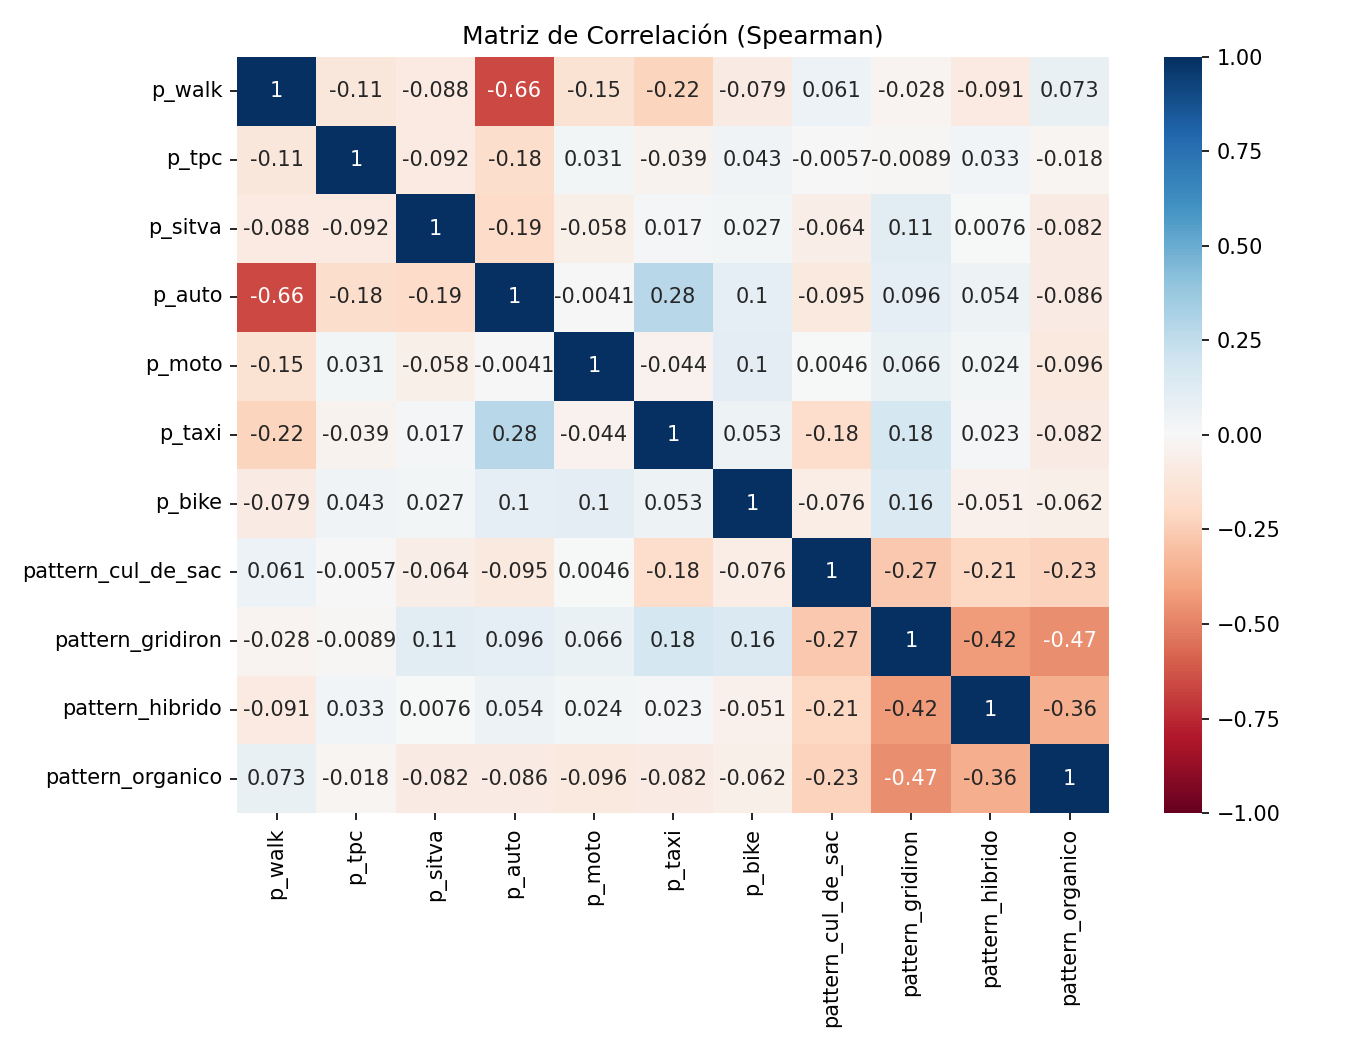 Matriz de Correlación (Spearman)
p_walk 1 -0.11 -0.088 -0.66 -0.15 -0.22 -0.079 0.061 -0.028 -0.091 0.073
p_tpc -0.11 1 -0.092 -0.18 0.031 -0.039 0.043 -0.0057 -0.0089 0.033 -0.018
p_sitva -0.088 -0.092 1 -0.19 -0.058 0.017 0.027 -0.064 0.11 0.0076 -0.082
p_auto -0.66 -0.18 -0.19 1 -0.0041 0.28 0.1 -0.095 0.096 0.054 -0.086
p_moto -0.15 0.031 -0.058 -0.0041 1 -0.044 0.1 0.0046 0.066 0.024 -0.096
p_taxi -0.22 -0.039 0.017 0.28 -0.044 1 0.053 -0.18 0.18 0.023 -0.082
p_bike -0.079 0.043 0.027 0.1 0.1 0.053 1 -0.076 0.16 -0.051 -0.062
pattern_cul_de_sac 0.061 -0.0057 -0.064 -0.095 0.0046 -0.18 -0.076 1 -0.27 -0.21 -0.23
pattern_gridiron -0.028 -0.0089 0.11 0.096 0.066 0.18 0.16 -0.27 1 -0.42 -0.47
pattern_hibrido -0.091 0.033 0.0076 0.054 0.024 0.023 -0.051 -0.21 -0.42 1 -0.36
pattern_organico 0.073 -0.018 -0.082 -0.086 -0.096 -0.082 -0.062 -0.23 -0.47 -0.36 1
p_walk
p_tpc
p_sitva
p_auto
p_moto
p_taxi
p_bike
pattern_cul_de_sac
pattern_gridiron
pattern_hibrido
pattern_organico
1.00
0.75
0.50
0.25
0.00
−0.25
−0.50
−0.75
−1.00